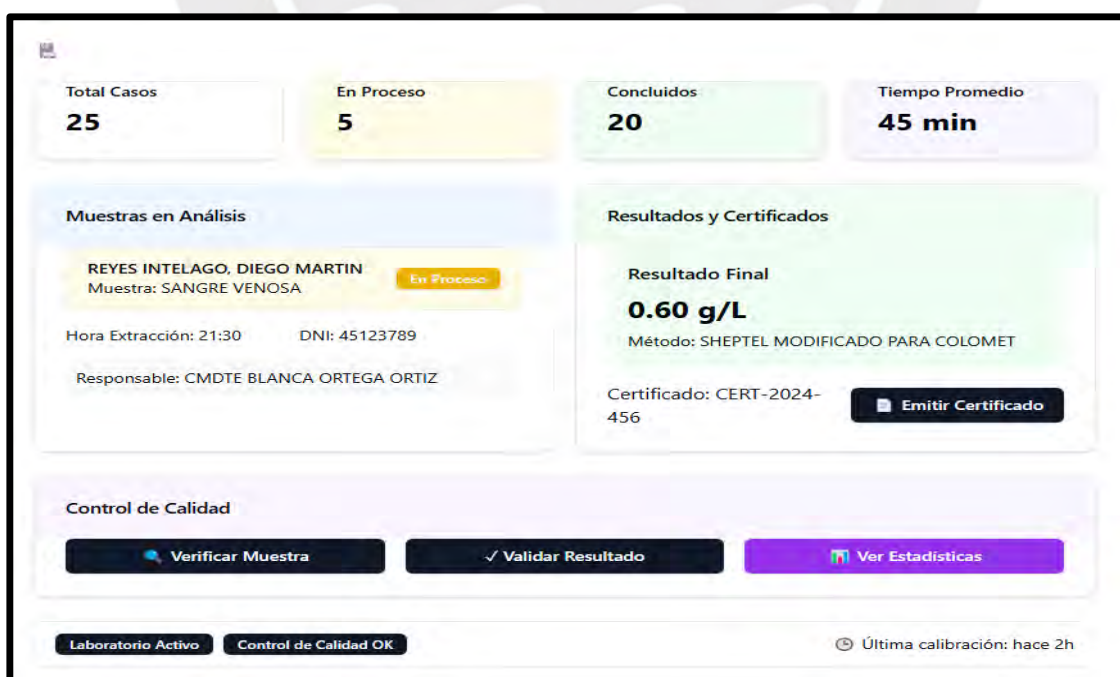 Total Casos
25
En Proceso
5
Concluidos
20
Tiempo Promedio
45 min
Muestras en Análisis
REYES INTELAGO, DIEGO MARTIN
Muestra: SANGRE VENOSA
En Proceso
Hora Extracción: 21:30 DNI: 45123789
Responsable: CMDTE BLANCA ORTEGA ORTIZ
Resultados y Certificados
Resultado Final
0.60 g/L
Método: SHEPTEL MODIFICADO PARA COLOMET
Certificado: CERT-2024-
456
Emitir Certificado
Control de Calidad
Verificar Muestra
✓ Validar Resultado
Ver Estadísticas
Laboratorio Activo
Control de Calidad OK
Última calibración: hace 2h